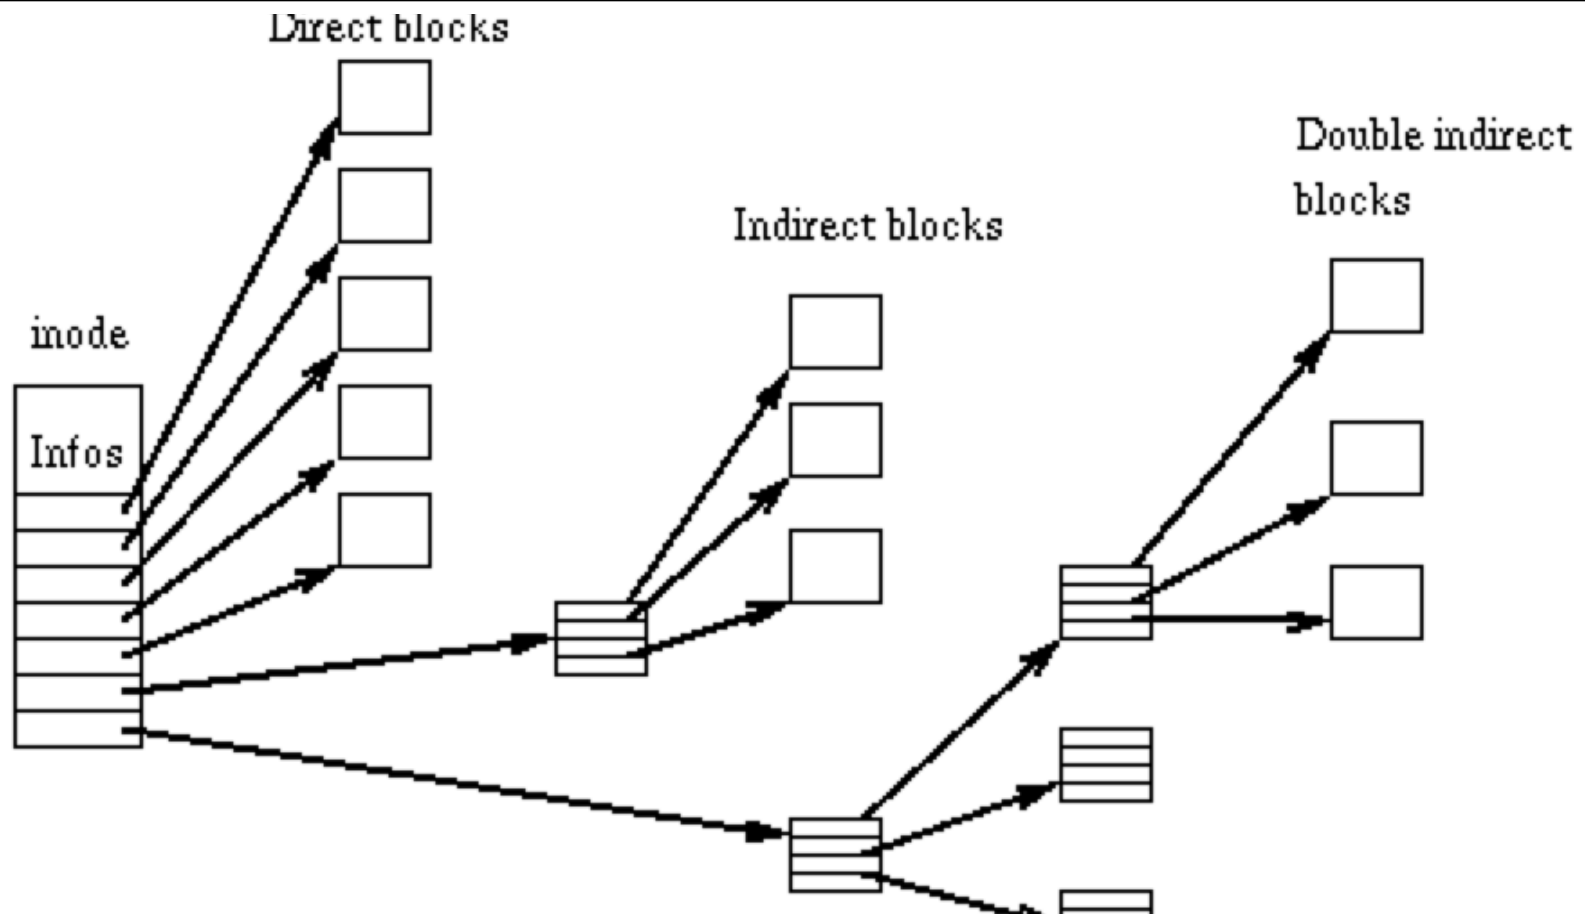 Direct blocks
Double indirect
blocks
Indirect blocks
inode
Infos